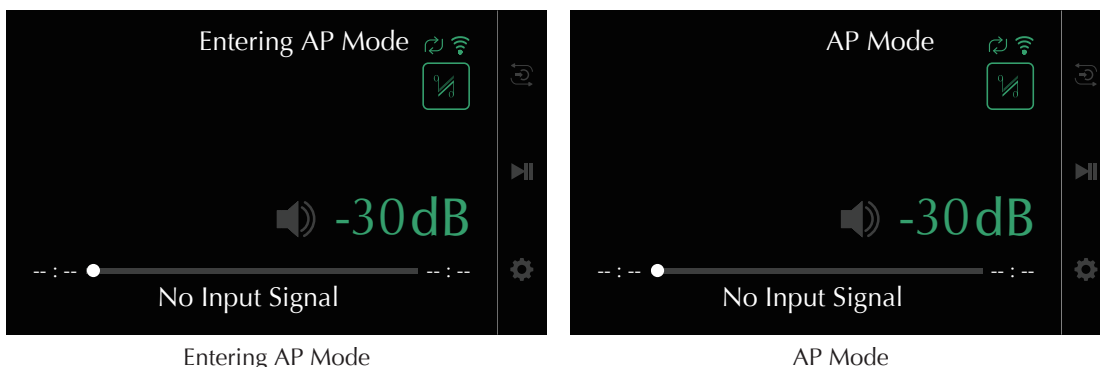 Entering AP Mode
-30dB
-- : -- -- : --
No Input Signal
Entering AP Mode
AP Mode
-30dB
-- : -- -- : --
No Input Signal
AP Mode